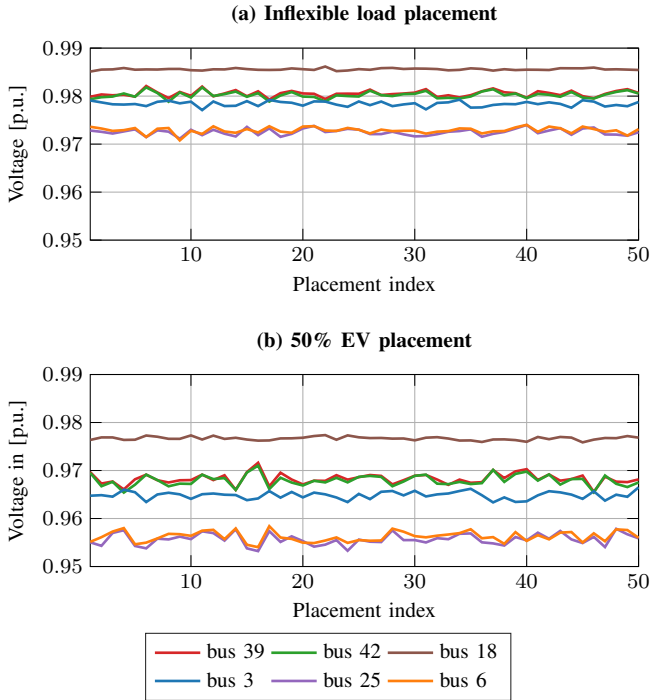 (a) Inflexible load placement
0.99
0.98
0.97
0.96
0.95
Voltage [p.u.]
10 20 30 40 50
Placement index
(b) 50% EV placement
0.99
0.98
0.97
0.96
0.95
Voltage in [p.u.]
10 20 30 40 50
Placement index
bus 39 bus 42 bus 18
bus 3 bus 25 bus 6